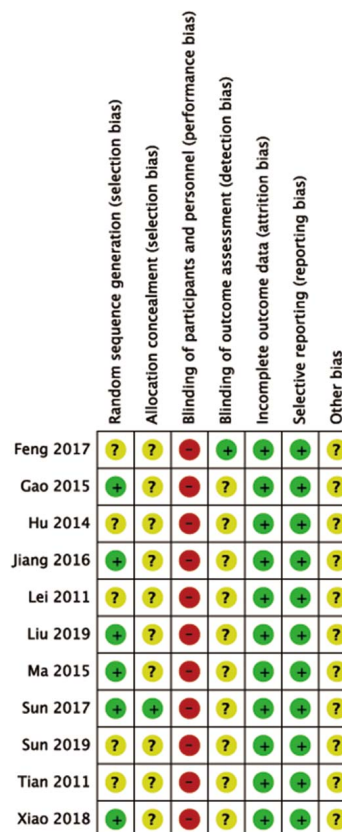 Random sequence generation (selection bias)
Allocation concealment (selection bias)
Blinding of participants and personnel (performance bias)
Blinding of outcome assessment (detection bias)
Incomplete outcome data (attrition bias)
Selective reporting (reporting bias)
Other bias
Feng 2017 ? ? - + + + ?
Gao 2015 + ? - ? + + ?
Hu 2014 ? ? - ? + + ?
Jiang 2016 + ? - ? + + ?
Lei 2011 ? ? - ? + + ?
Liu 2019 + ? - ? + + ?
Ma 2015 + ? - ? + + ?
Sun 2017 + + - ? + + ?
Sun 2019 ? ? - ? + + ?
Tian 2011 ? ? - ? + + ?
Xiao 2018 + ? - ? + + ?